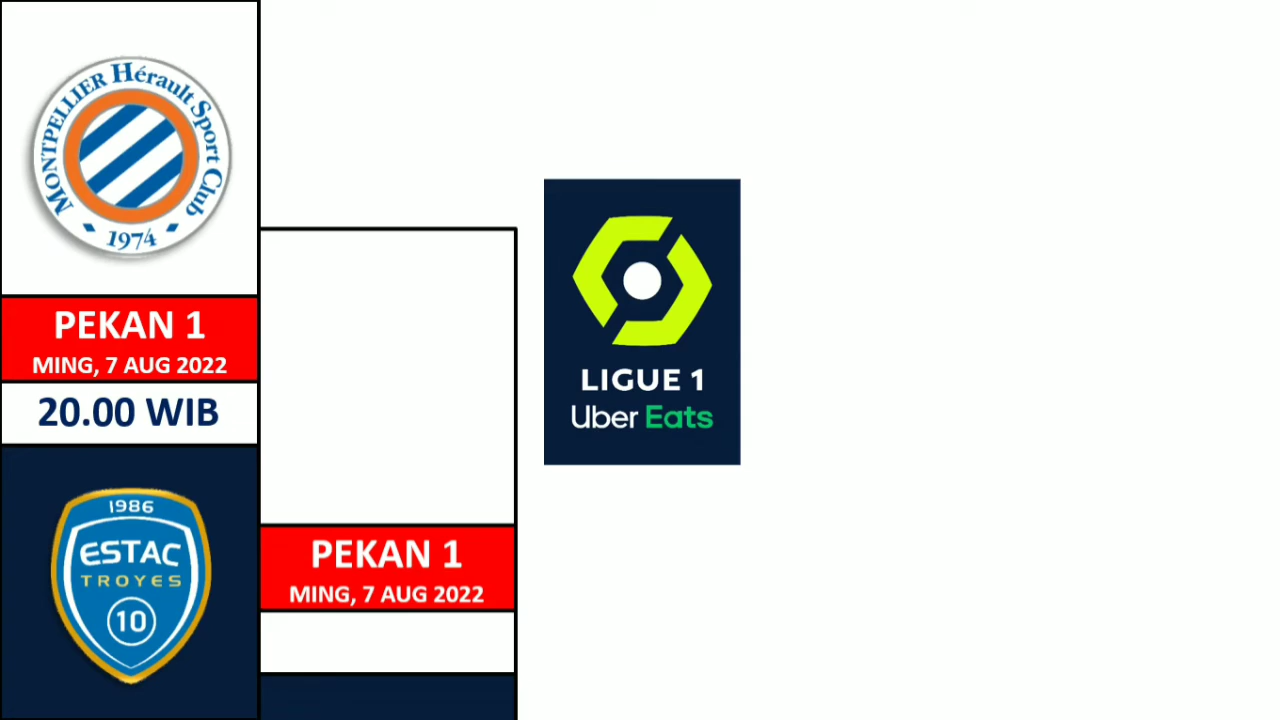 MONTPELLIER Hérault Sport Club
1974
PEKAN 1
MING, 7 AUG 2022
20.00 WIB
1986
ESTAC
TROYES
10
PEKAN 1
MING, 7 AUG 2022
LIGUE 1
Uber Eats